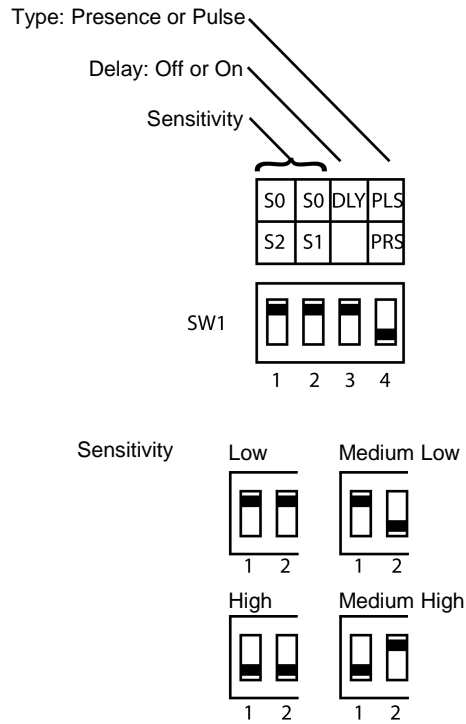 Type: Presence or Pulse
Delay: Off or On
Sensitivity
S0 S0 DLY PLS
S2 S1 PRS
SW1
1 2 3 4
Sensitivity
Low Medium Low
1 2 1 2
High Medium High
1 2 1 2